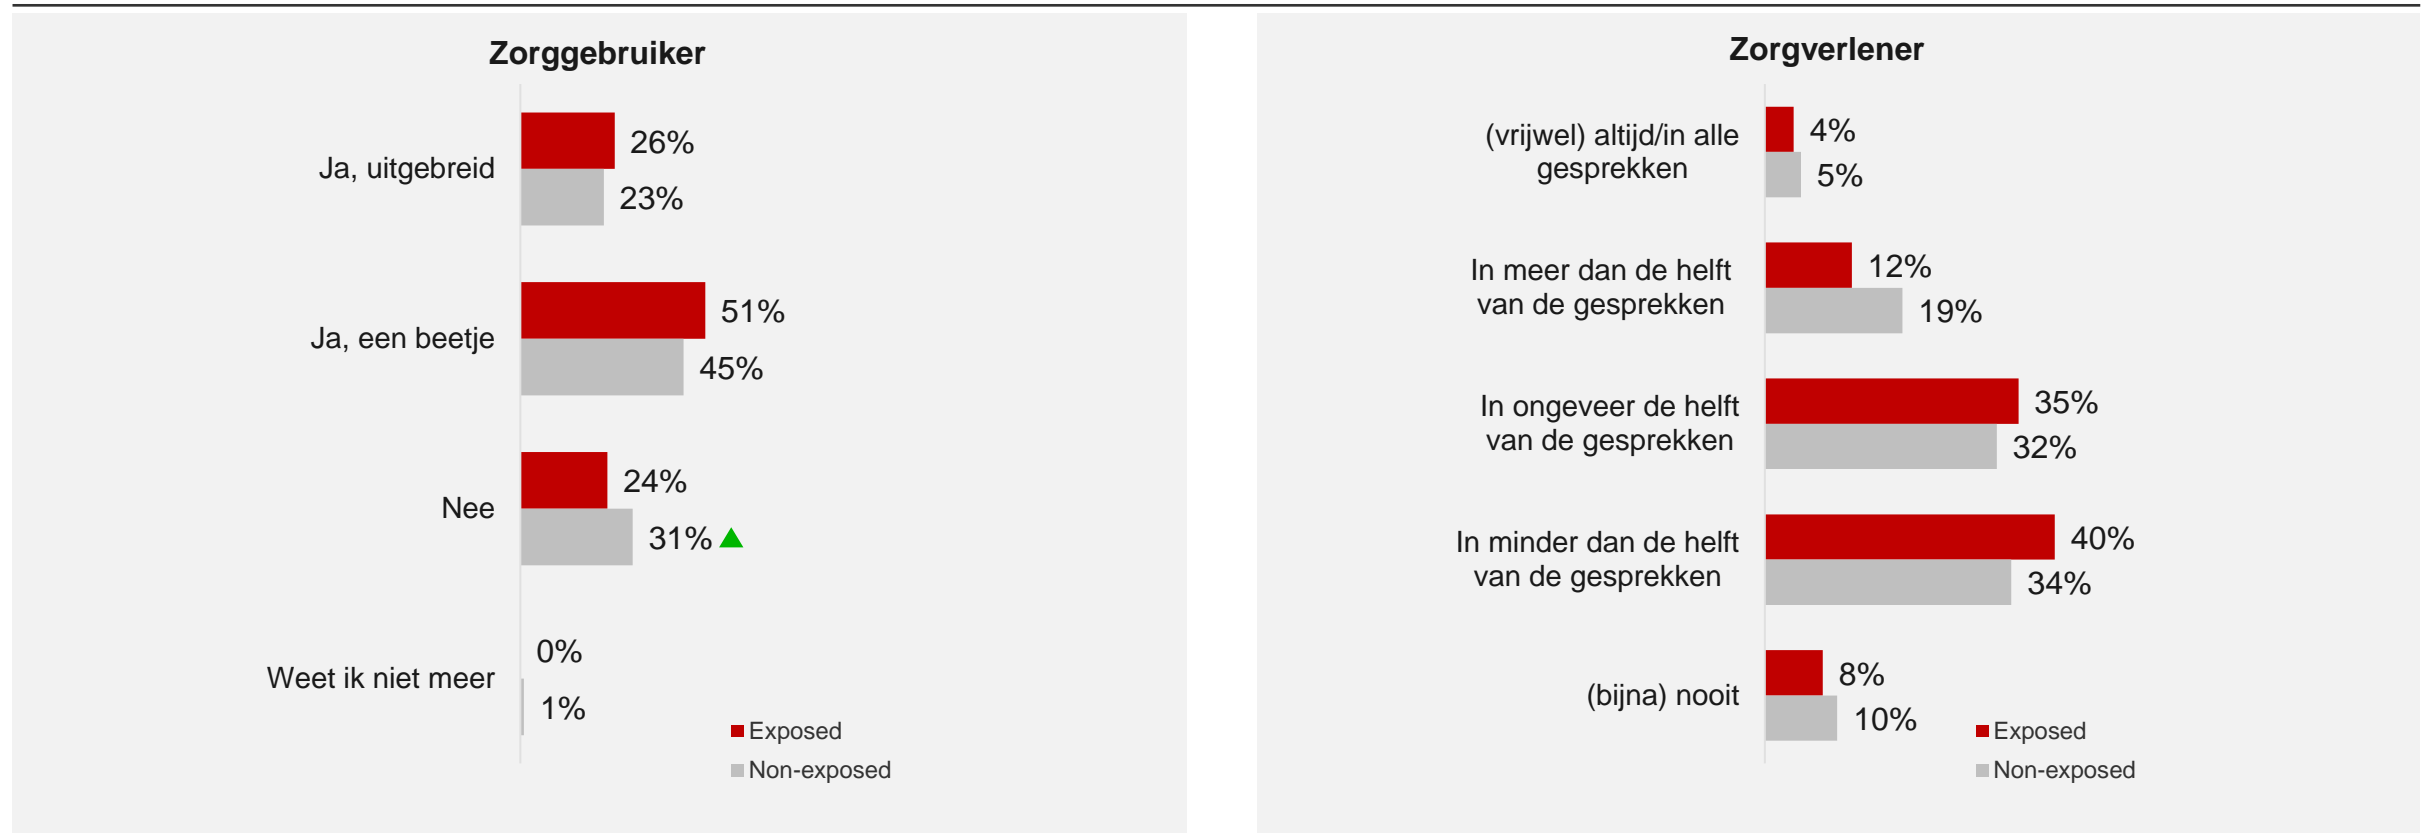 Zorggebruiker
Ja, uitgebreid
26%
23%
Ja, een beetje
51%
45%
Nee
24%
31%
Weet ik niet meer
0%
1%
Exposed
Non-exposed
Zorgverlener
(vrijwel) altijd/in alle
gesprekken
4%
5%
In meer dan de helft
van de gesprekken
12%
19%
In ongeveer de helft
van de gesprekken
35%
32%
In minder dan de helft
van de gesprekken
40%
34%
(bijna) nooit
8%
10%
Exposed
Non-exposed